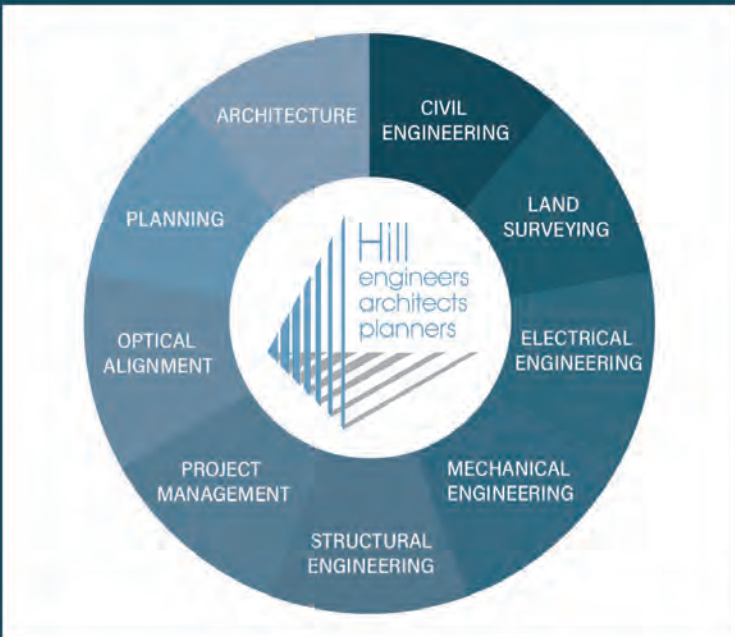 ARCHITECTURE
CIVIL
ENGINEERING
LAND
SURVEYING
ELECTRICAL
ENGINEERING
MECHANICAL
ENGINEERING
STRUCTURAL
ENGINEERING
PROJECT
MANAGEMENT
OPTICAL
ALIGNMENT
PLANNING
Hill
engineers
architects
planners